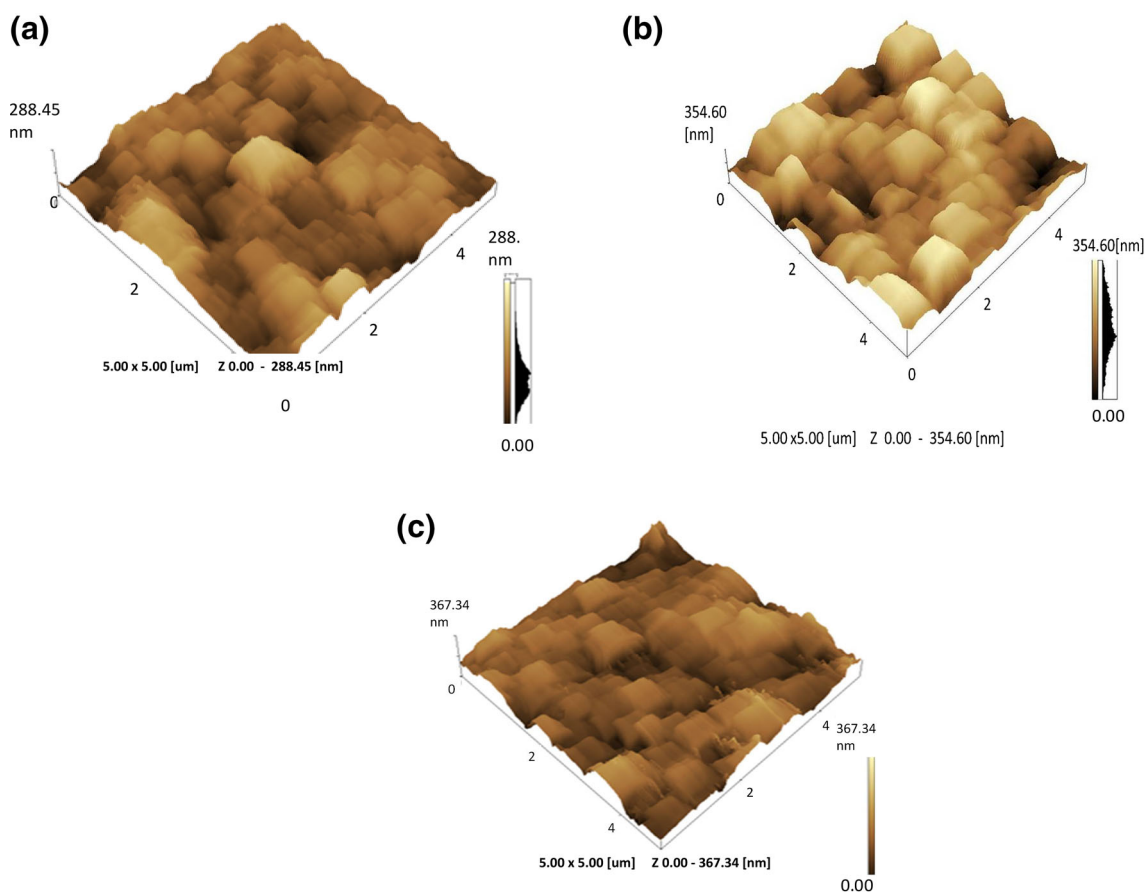 (a)
288.45
nm
0
2
4
2
0
288.
nm
0.00
5.00 x 5.00 [um] Z 0.00 - 288.45 [nm]
(b)
354.60
[nm]
0
2
4
0
2
4
354.60[nm]
0.00
5.00 x5.00 [um] Z 0.00 - 354.60 [nm]
(c)
367.34
nm
0
2
4
2
4
367.34
nm
0.00
5.00 x 5.00 [um] Z 0.00 - 367.34 [nm]